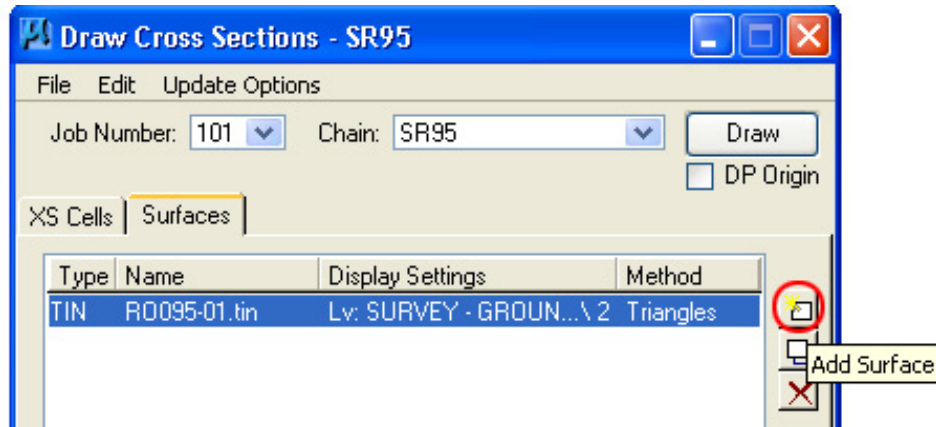 Draw Cross Sections - SR95
File Edit Update Options
Job Number: 101 Chain: SR95 Draw
DP Origin
XS Cells Surfaces
Type Name Display Settings Method
TIN R0095-01.tin Lv: SURVEY - GROUN...\ 2 Triangles
Add Surface